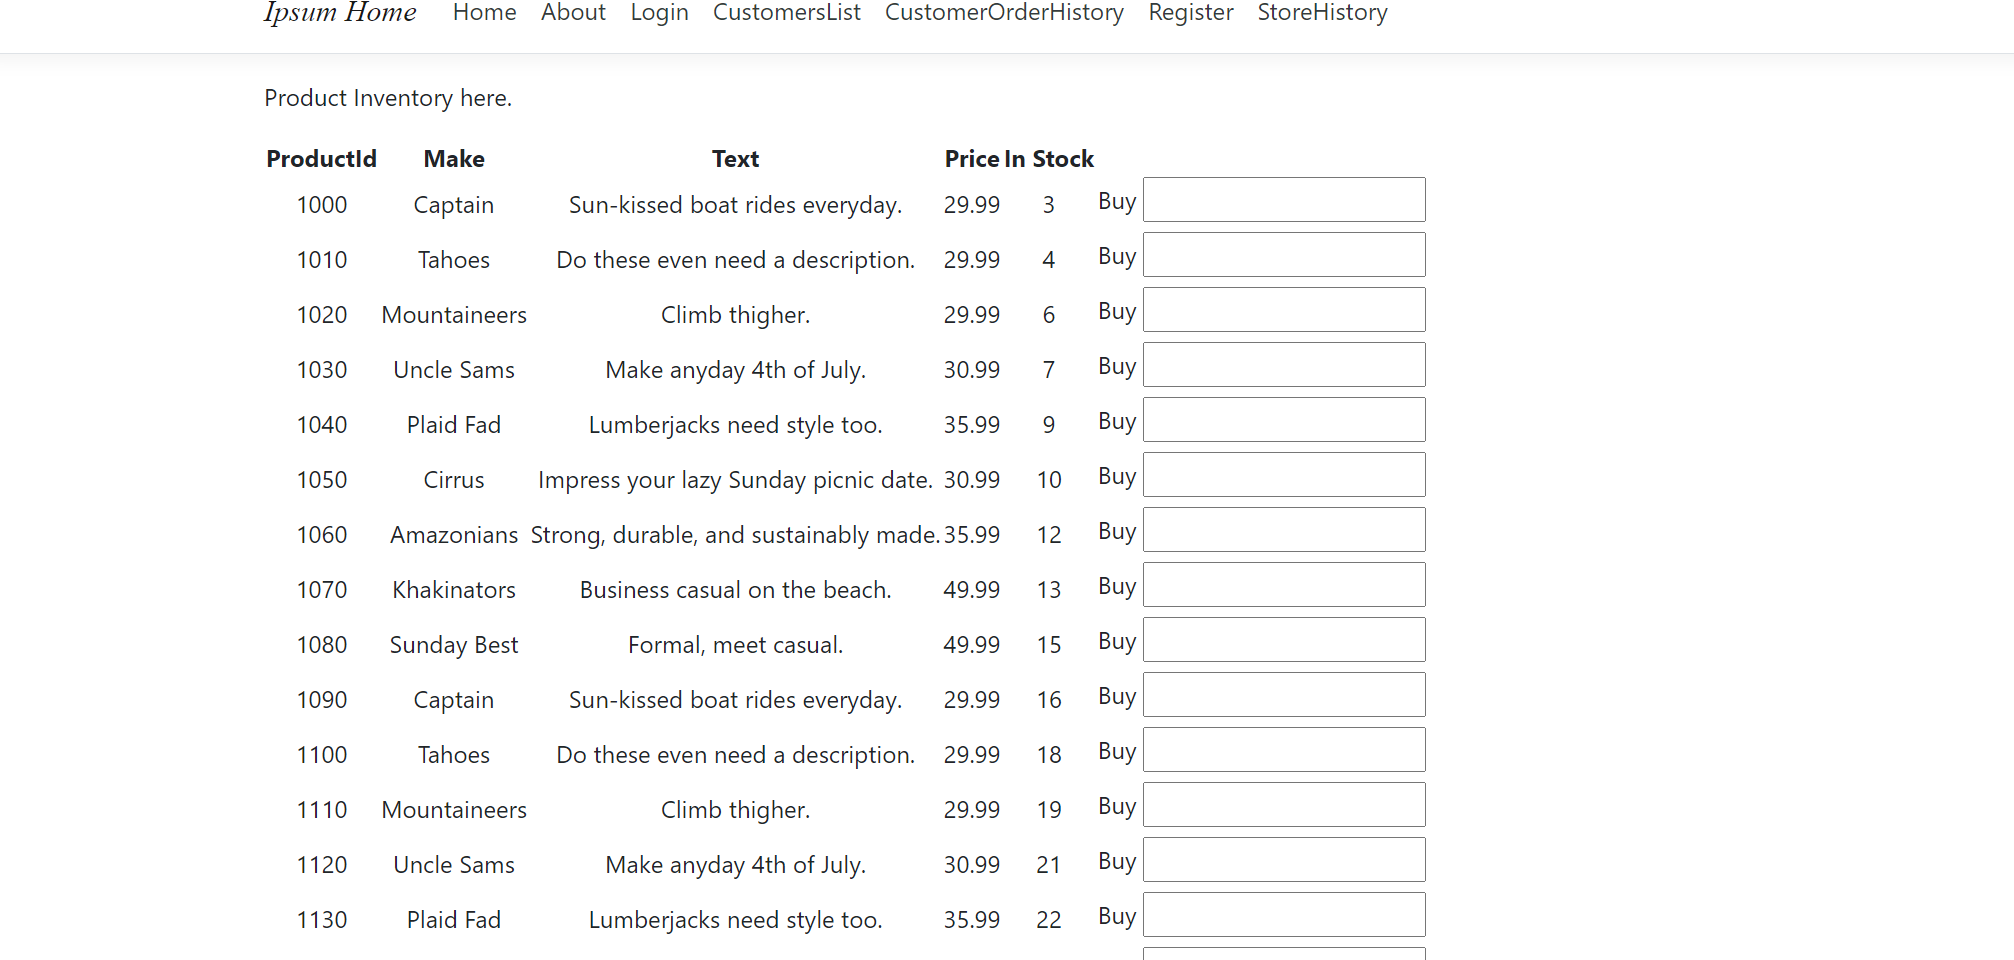 Ipsum Home Home About Login CustomersList CustomerOrderHistory Register StoreHistory
Product Inventory here.
ProductId Make Text Price In Stock
1000 Captain Sun-kissed boat rides everyday. 29.99 3 Buy
1010 Tahoes Do these even need a description. 29.99 4 Buy
1020 Mountaineers Climb thigher. 29.99 6 Buy
1030 Uncle Sams Make anyday 4th of July. 30.99 7 Buy
1040 Plaid Fad Lumberjacks need style too. 35.99 9 Buy
1050 Cirrus Impress your lazy Sunday picnic date. 30.99 10 Buy
1060 Amazonians Strong, durable, and sustainably made. 35.99 12 Buy
1070 Khakinators Business casual on the beach. 49.99 13 Buy
1080 Sunday Best Formal, meet casual. 49.99 15 Buy
1090 Captain Sun-kissed boat rides everyday. 29.99 16 Buy
1100 Tahoes Do these even need a description. 29.99 18 Buy
1110 Mountaineers Climb thigher. 29.99 19 Buy
1120 Uncle Sams Make anyday 4th of July. 30.99 21 Buy
1130 Plaid Fad Lumberjacks need style too. 35.99 22 Buy